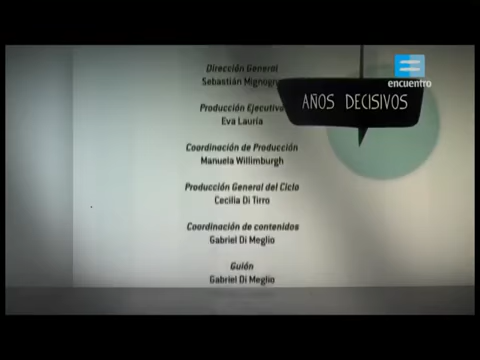 Dirección General
Sebastián Mignogna
encuentro
AÑOS DECISIVOS
Producción Ejecutiva
Eva Lauría
Coordinación de Producción
Manuela Willimburgh
Producción General del Ciclo
Cecilia Di Tirro
Coordinación de contenidos
Gabriel Di Meglio
Guión
Gabriel Di Meglio